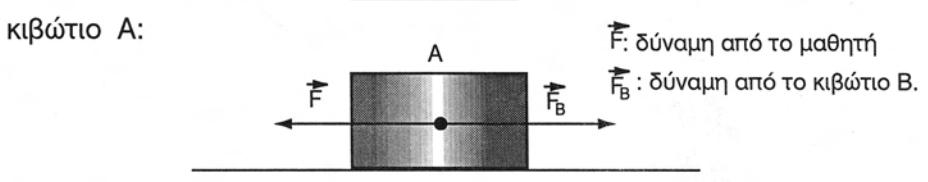 κιβώτιο Α:
Α
F
F_B
F: δύναμη από το μαθητή
F_B : δύναμη από το κιβώτιο Β.